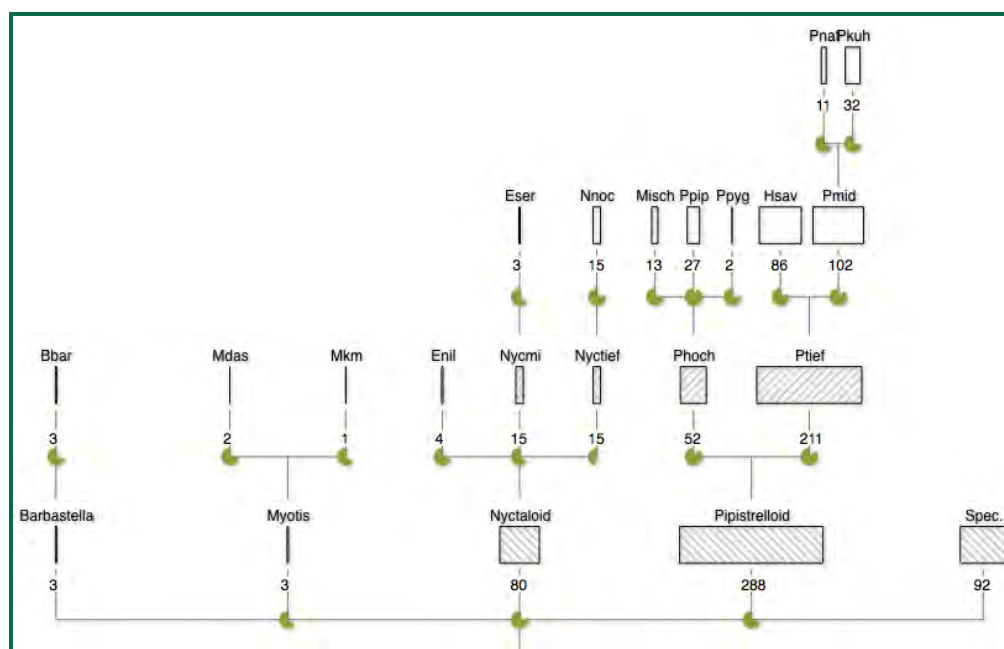 Pnat Pkuh
11 32
Eser Nnoc Misch Ppip Ppyg Hsav Pmid
3 15 13 27 2 86 102
Bbar Mdas Mkm Enil Nycmi Nyctief Phoch Ptief
3 2 1 4 15 15 52 211
Barbastella Myotis Nyctaloid Pipistrelloid Spec.
3 3 80 288 92